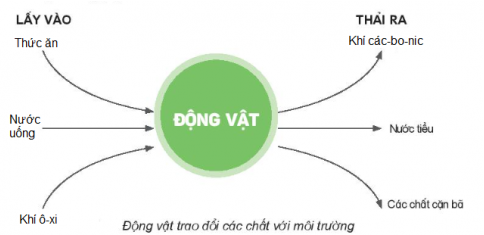 LẤY VÀO
THẢI RA
Thức ăn
Khí các-bo-nic
Nước
uống
ĐỘNG VẬT
Nước tiểu
Khí ô-xi
Các chất cặn bã
Động vật trao đổi các chất với môi trường